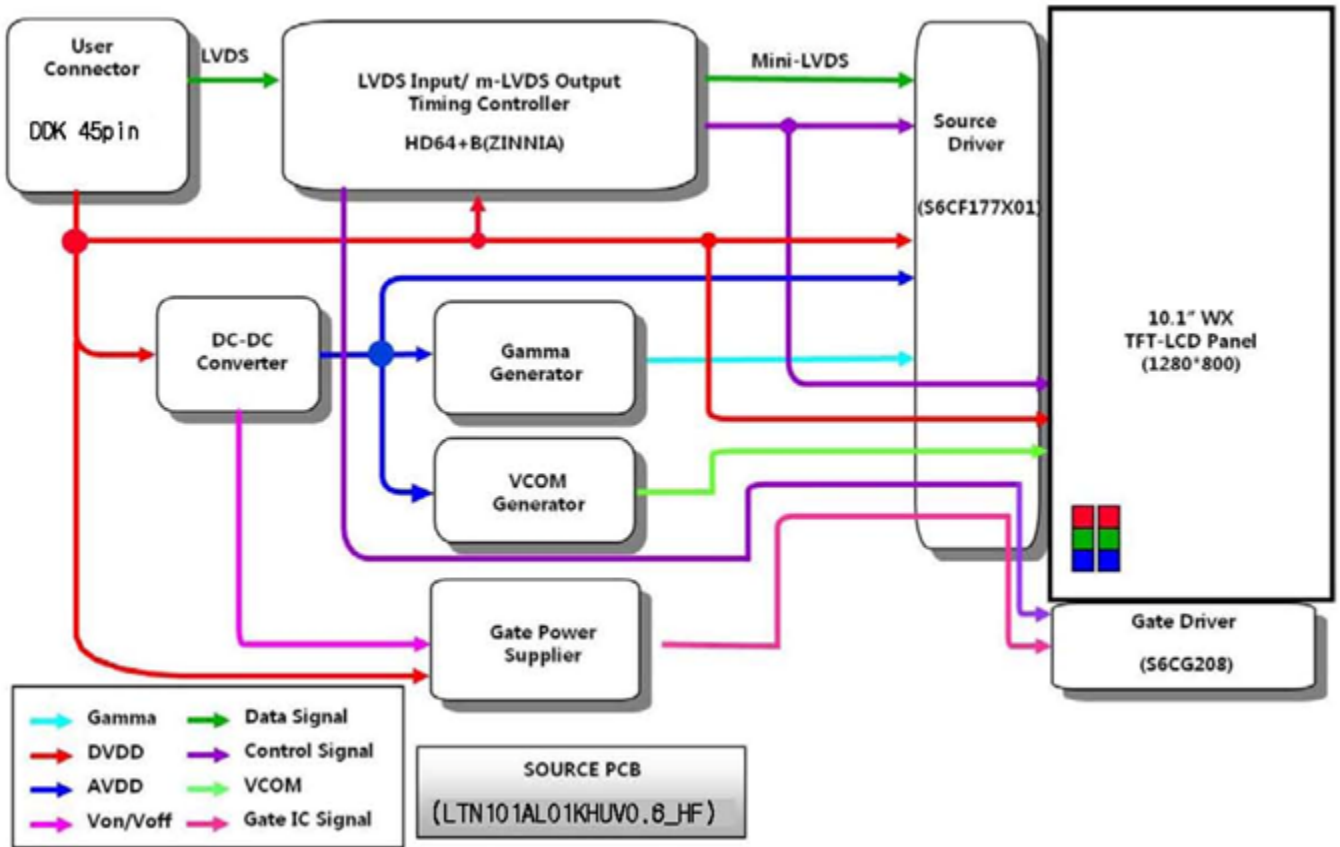 User
Connector
DDK 45pin
LVDS
LVDS Input/ m-LVDS Output
Timing Controller
HD64+B(ZINNIA)
Mini-LVDS
Source
Driver
(S6CF177X01)
10.1" WX
TFT-LCD Panel
(1280*800)
DC-DC
Converter
Gamma
Generator
VCOM
Generator
Gate Power
Supplier
Gate Driver
(S6CG208)
Gamma
Data Signal
DVDD
Control Signal
AVDD
VCOM
Von/Voff
Gate IC Signal
SOURCE PCB
(LTN101AL01KHUV0.6_HF)